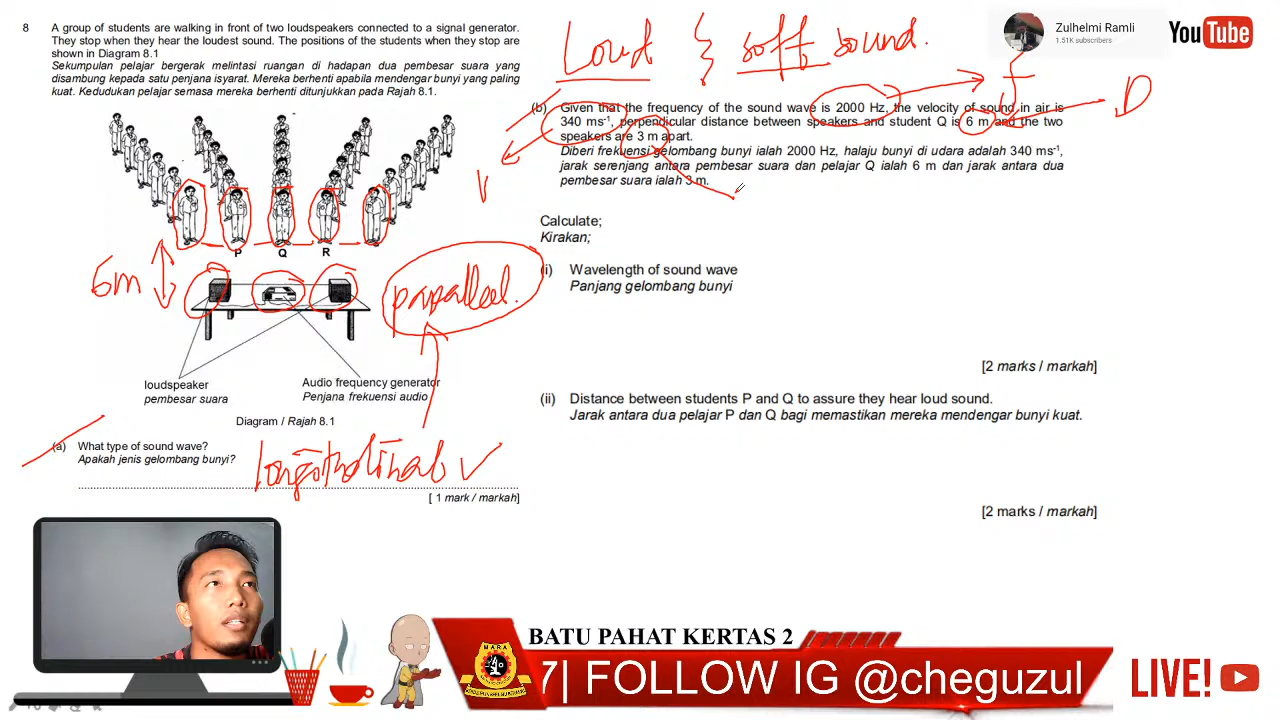 8 A group of students are walking in front of two loudspeakers connected to a signal generator.
They stop when they hear the loudest sound. The positions of the students when they stop are
shown in Diagram 8.1
Sekumpulan pelajar bergerak melintasi ruangan di hadapan dua pembesar suara yang
disambung kepada satu penjana isyarat. Mereka berhenti apabila mendengar bunyi yang paling
kuat. Kedudukan pelajar semasa mereka berhenti ditunjukkan pada Rajah 8.1.
P Q R
6m
parallel.
loudspeaker
pembesar suara
Audio frequency generator
Penjana frekuensi audio
Diagram / Rajah 8.1
(a) What type of sound wave?
Apakah jenis gelombang bunyi?
longitudinal
[ 1 mark / markah]
Loud & soft sound.
Zulhelmi Ramli
1.51K subscribers
YouTube
f
D
(b) Given that the frequency of the sound wave is 2000 Hz, the velocity of sound in air is
340 ms-¹, perpendicular distance between speakers and student Q is 6 m and the two
speakers are 3 m apart.
Diberi frekuensi gelombang bunyi ialah 2000 Hz, halaju bunyi di udara adalah 340 ms-¹,
jarak serenjang antara pembesar suara dan pelajar Q ialah 6 m dan jarak antara dua
pembesar suara ialah 3 m.
V
Calculate;
Kirakan;
(i) Wavelength of sound wave
Panjang gelombang bunyi
[2 marks / markah]
(ii) Distance between students P and Q to assure they hear loud sound.
Jarak antara dua pelajar P dan Q bagi memastikan mereka mendengar bunyi kuat.
[2 marks / markah]
BATU PAHAT KERTAS 2
MARA
7| FOLLOW IG @cheguzul
LIVE!